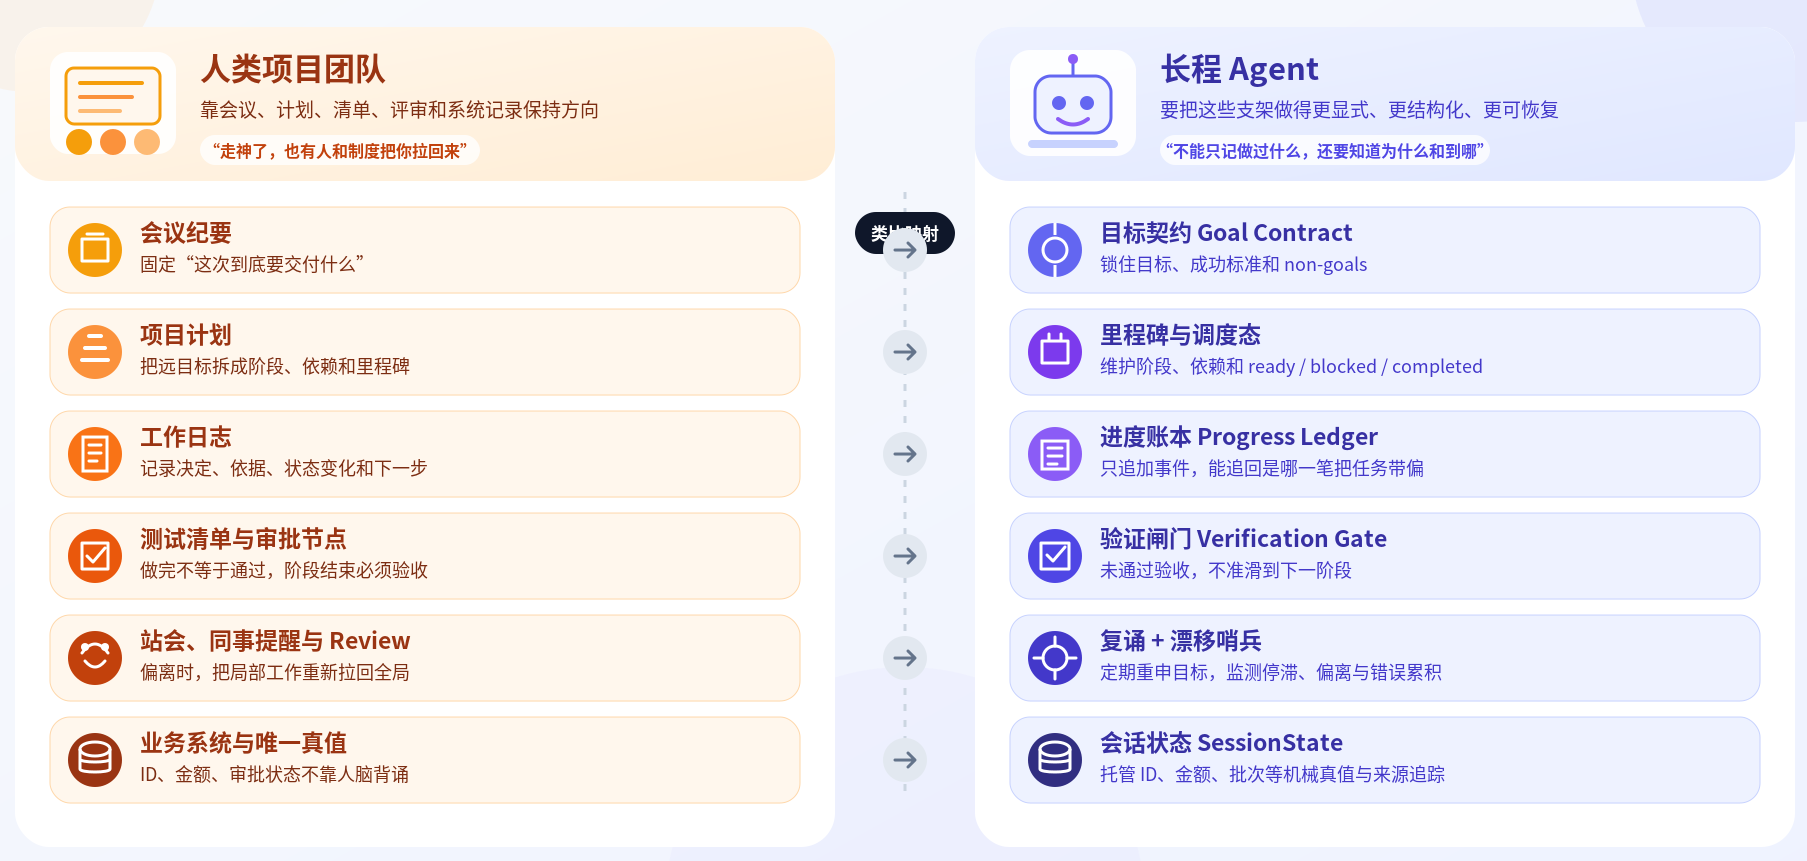 人类项目团队
靠会议、计划、清单、评审和系统记录保持方向
“走神了，也有人和制度把你拉回来”
会议纪要
固定“这次到底要交付什么”
项目计划
把远目标拆成阶段、依赖和里程碑
工作日志
记录决定、依据、状态变化和下一步
测试清单与审批节点
做完不等于通过，阶段结束必须验收
站会、同事提醒与 Review
偏离时，把局部工作重新拉回全局
业务系统与唯一真值
ID、金额、审批状态不靠人脑背诵
类比映射
长程 Agent
要把这些支架做得更显式、更结构化、更可恢复
“不能只记做过什么，还要知道为什么和到哪”
目标契约 Goal Contract
锁住目标、成功标准和 non-goals
里程碑与调度态
维护阶段、依赖和 ready / blocked / completed
进度账本 Progress Ledger
只追加事件，能追回是哪一笔把任务带偏
验证闸门 Verification Gate
未通过验收，不准滑到下一阶段
复诵 + 漂移哨兵
定期重申目标，监测停滞、偏离与错误累积
会话状态 SessionState
托管 ID、金额、批次等机械真值与来源追踪